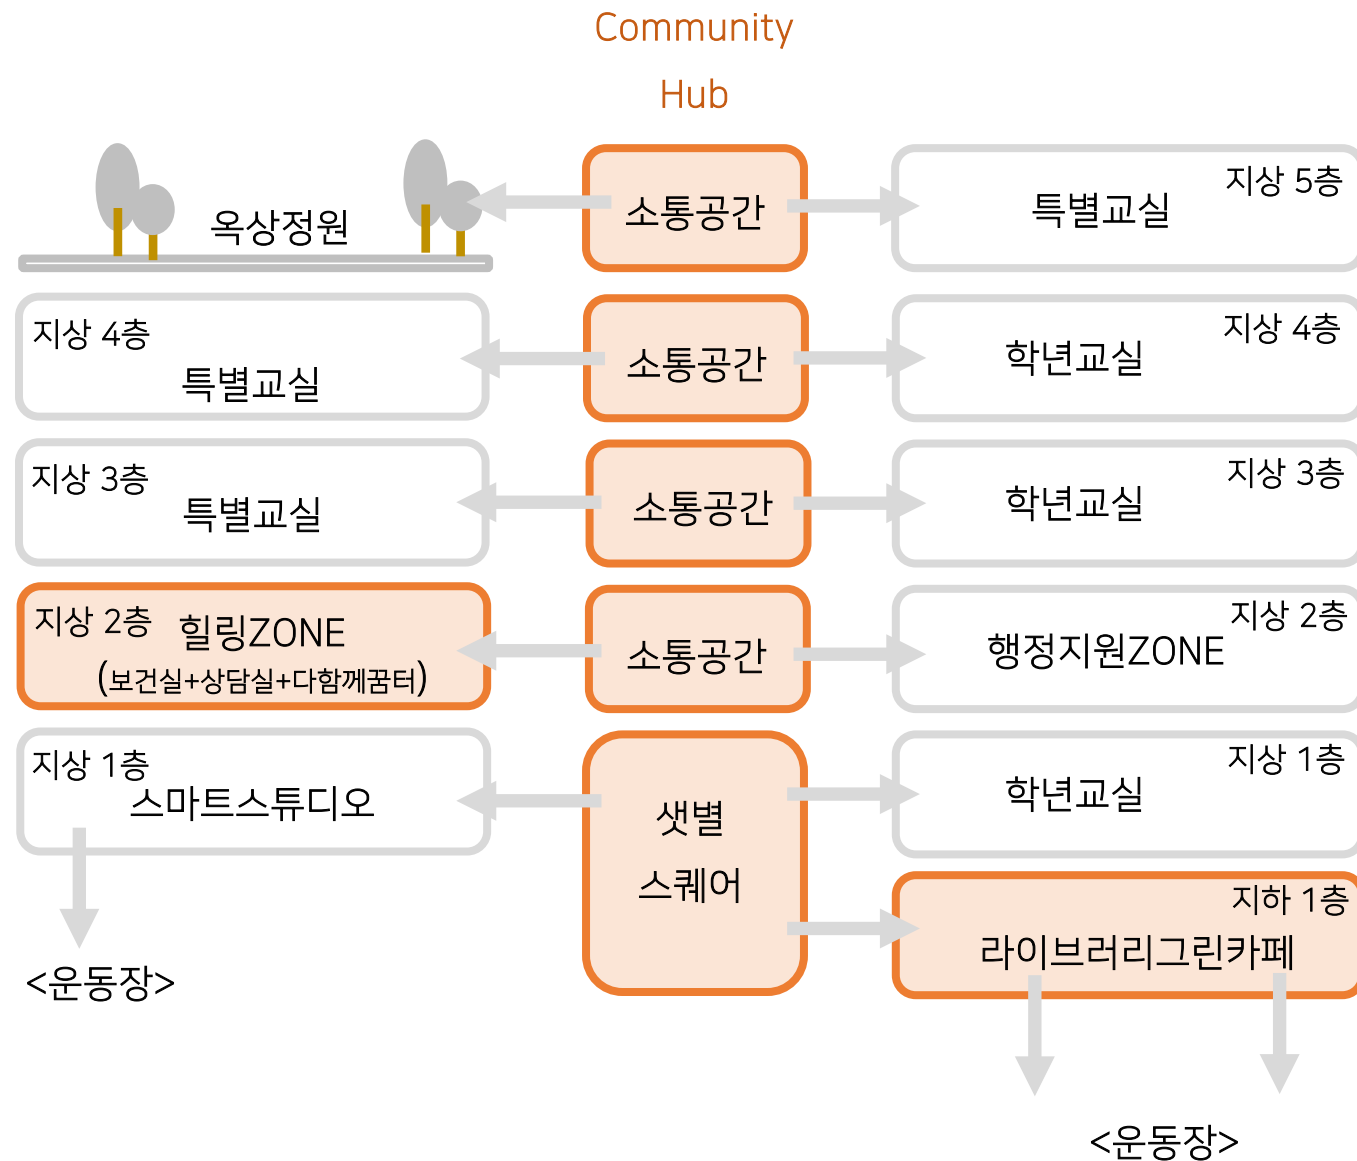 Community
Hub
옥상정원
소통공간
지상 5층
특별교실
지상 4층
특별교실
소통공간
지상 4층
학년교실
지상 3층
특별교실
소통공간
지상 3층
학년교실
지상 2층 힐링ZONE
(보건실+상담실+다함께꿈터)
소통공간
지상 2층
행정지원ZONE
지상 1층
스마트스튜디오
샛별
스퀘어
지상 1층
학년교실
지하 1층
라이브러리그린카페
<운동장>
<운동장>